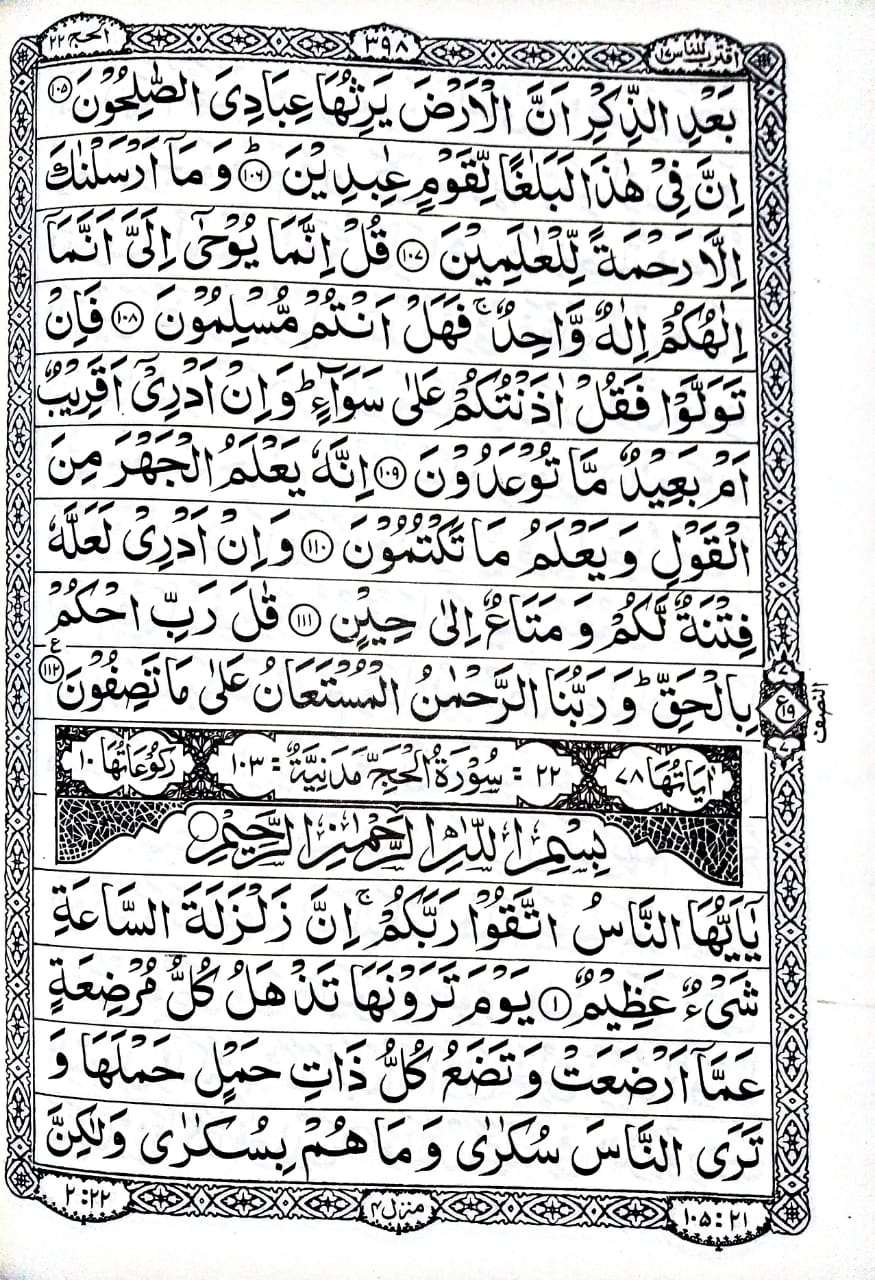 اقترب للناس ١٧ ٣٩٨ الحج ٢٢
بَعْدِ الذِّكْرِ اَنَّ الْاَرْضَ يَرِثُهَا عِبَادِىَ الصّٰلِحُوْنَ ١٠٥
اِنَّ فِىْ هٰذَا لَبَلٰغًا لِّقَوْمٍ عٰبِدِيْنَ ؕ ١٠٦ وَ مَاۤ اَرْسَلْنٰكَ
اِلَّا رَحْمَةً لِّلْعٰلَمِيْنَ ١٠٧ قُلْ اِنَّمَا يُوْحٰۤى اِلَىَّ اَنَّمَاۤ
اِلٰهُكُمْ اِلٰهٌ وَّاحِدٌ ۚ فَهَلْ اَنْتُمْ مُّسْلِمُوْنَ ١٠٨ فَاِنْ
تَوَلَّوْا فَقُلْ اٰذَنْتُكُمْ عَلٰى سَوَآءٍ ؕ وَ اِنْ اَدْرِىْۤ اَقَرِيْبٌ
اَمْ بَعِيْدٌ مَّا تُوْعَدُوْنَ ١٠٩ اِنَّهٗ يَعْلَمُ الْجَهْرَ مِنَ
الْقَوْلِ وَ يَعْلَمُ مَا تَكْتُمُوْنَ ١١٠ وَ اِنْ اَدْرِىْ لَعَلَّهٗ
فِتْنَةٌ لَّكُمْ وَ مَتَاعٌ اِلٰى حِيْنٍ ١١١ قٰلَ رَبِّ احْكُمْ
بِالْحَقِّ ؕ وَ رَبُّنَا الرَّحْمٰنُ الْمُسْتَعَانُ عَلٰى مَا تَصِفُوْنَ ١١٢ ع
النصف
ع ١٩
اٰيَاتُهَا ٧٨ ٢٢ = سُوْرَةُ الْحَجِّ مَدَنِيَّةٌ = ١٠٣ رُكُوْعَاتُهَا ١٠
بِسْمِ اللّٰهِ الرَّحْمٰنِ الرَّحِيْمِ
يٰۤاَيُّهَا النَّاسُ اتَّقُوْا رَبَّكُمْ ۚ اِنَّ زَلْزَلَةَ السَّاعَةِ
شَىْءٌ عَظِيْمٌ ١ يَوْمَ تَرَوْنَهَا تَذْهَلُ كُلُّ مُرْضِعَةٍ
عَمَّاۤ اَرْضَعَتْ وَ تَضَعُ كُلُّ ذَاتِ حَمْلٍ حَمْلَهَا وَ
تَرَى النَّاسَ سُكٰرٰى وَ مَا هُمْ بِسُكٰرٰى وَ لٰكِنَّ
١٠٥ : ٢١ منزل ٤ ٢ : ٢٢